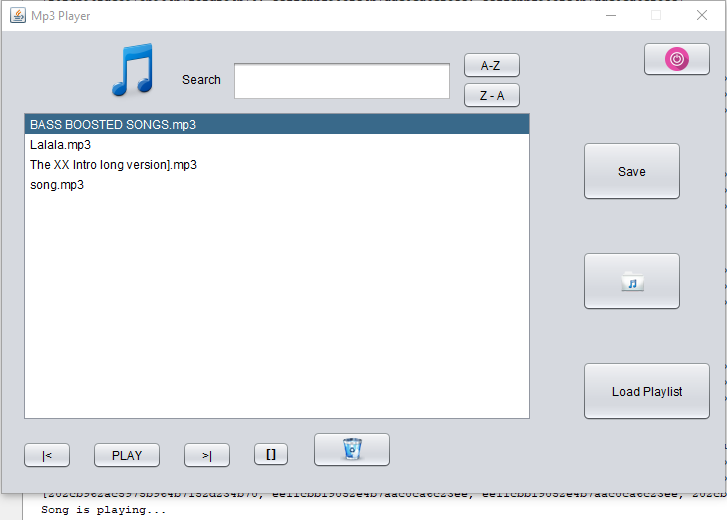 Mp3 Player
Search
A-Z
Z - A
BASS BOOSTED SONGS.mp3
Lalala.mp3
The XX Intro long version].mp3
song.mp3
Save
Load Playlist
|<
PLAY
>|
[]
Song is playing...